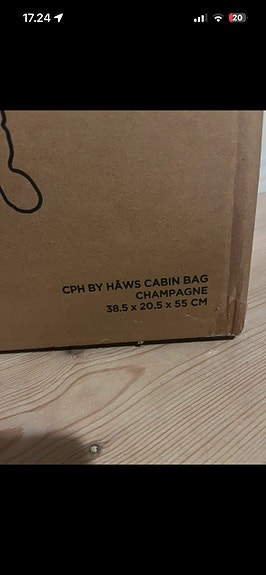 17.24
20
CPH BY HÅWS CABIN BAG
CHAMPAGNE
38.5 x 20.5 x 55 CM